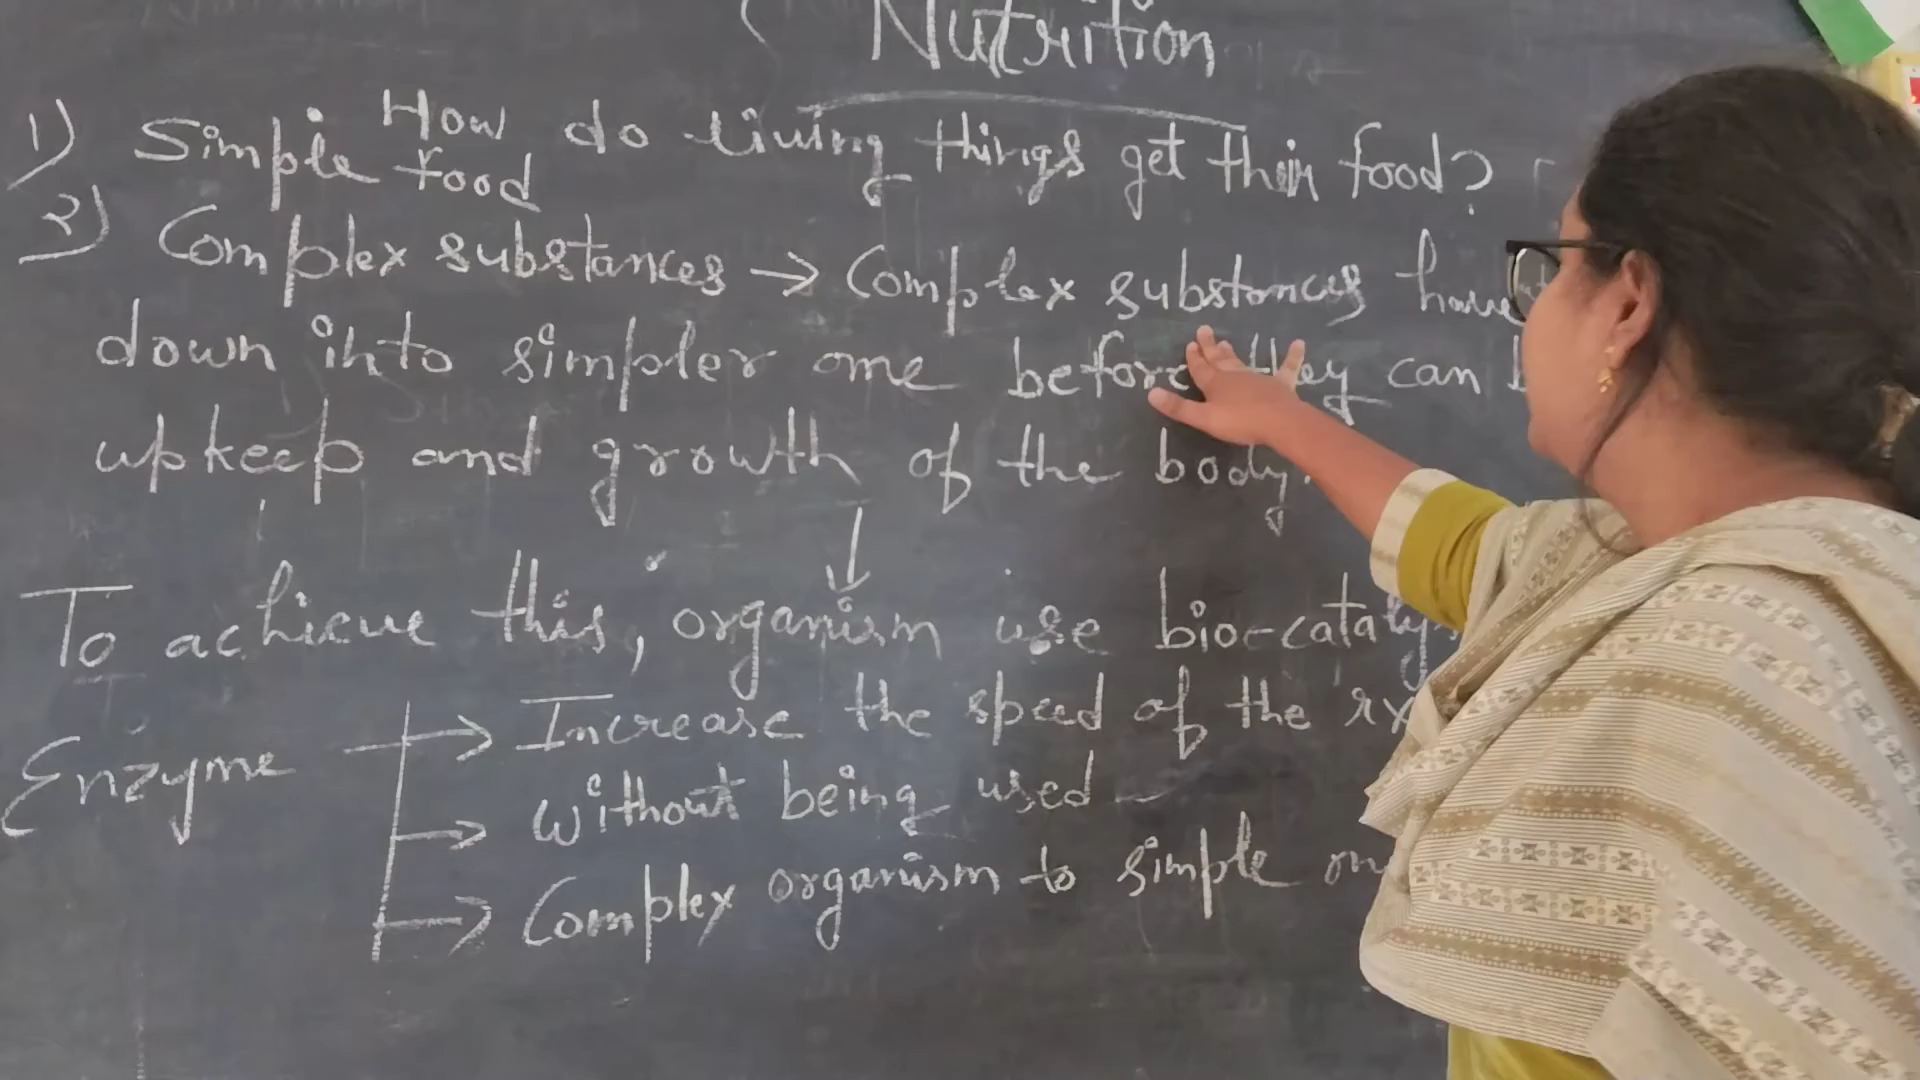 Nutrition
How do living things get their food?
1) Simple food
2) Complex substances → Complex substances have
down into simpler one before they can
upkeep and growth of the body.
↓
To achieve this, organism use
Enzyme → Increase the speed of the rx
→ without being used
→ Complex organism to simple